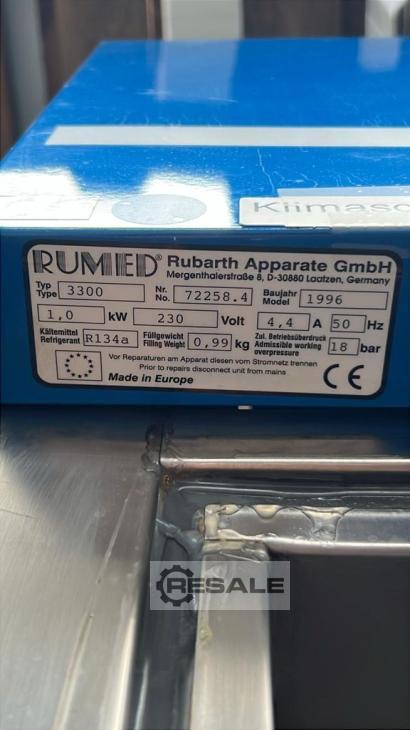 Klimasc
RUMED® Rubarth Apparate GmbH
Mergenthalerstraße 8, D-30880 Laatzen, Germany
Typ Type 3300 Nr. No. 72258.4 Baujahr Model 1996
1,0 kW 230 Volt 4,4 A 50 Hz
Kältemittel Refrigerant R134a Füllgewicht Filling Weight 0,99 kg Zul. Betriebsüberdruck Admissible working overpressure 18 bar
Vor Reparaturen am Apparat diesen vom Stromnetz trennen
Prior to repairs disconnect unit from mains
Made in Europe CE
RESALE